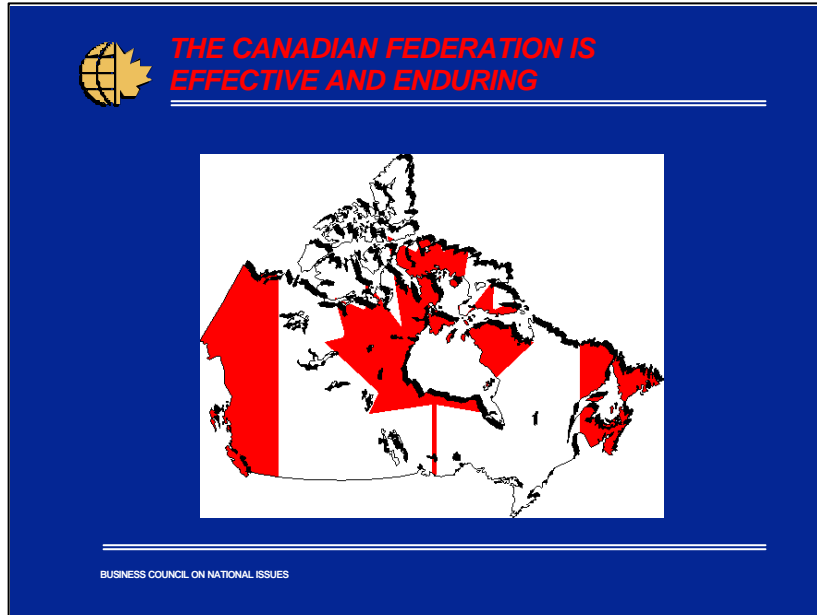 THE CANADIAN FEDERATION IS
EFFECTIVE AND ENDURING
BUSINESS COUNCIL ON NATIONAL ISSUES